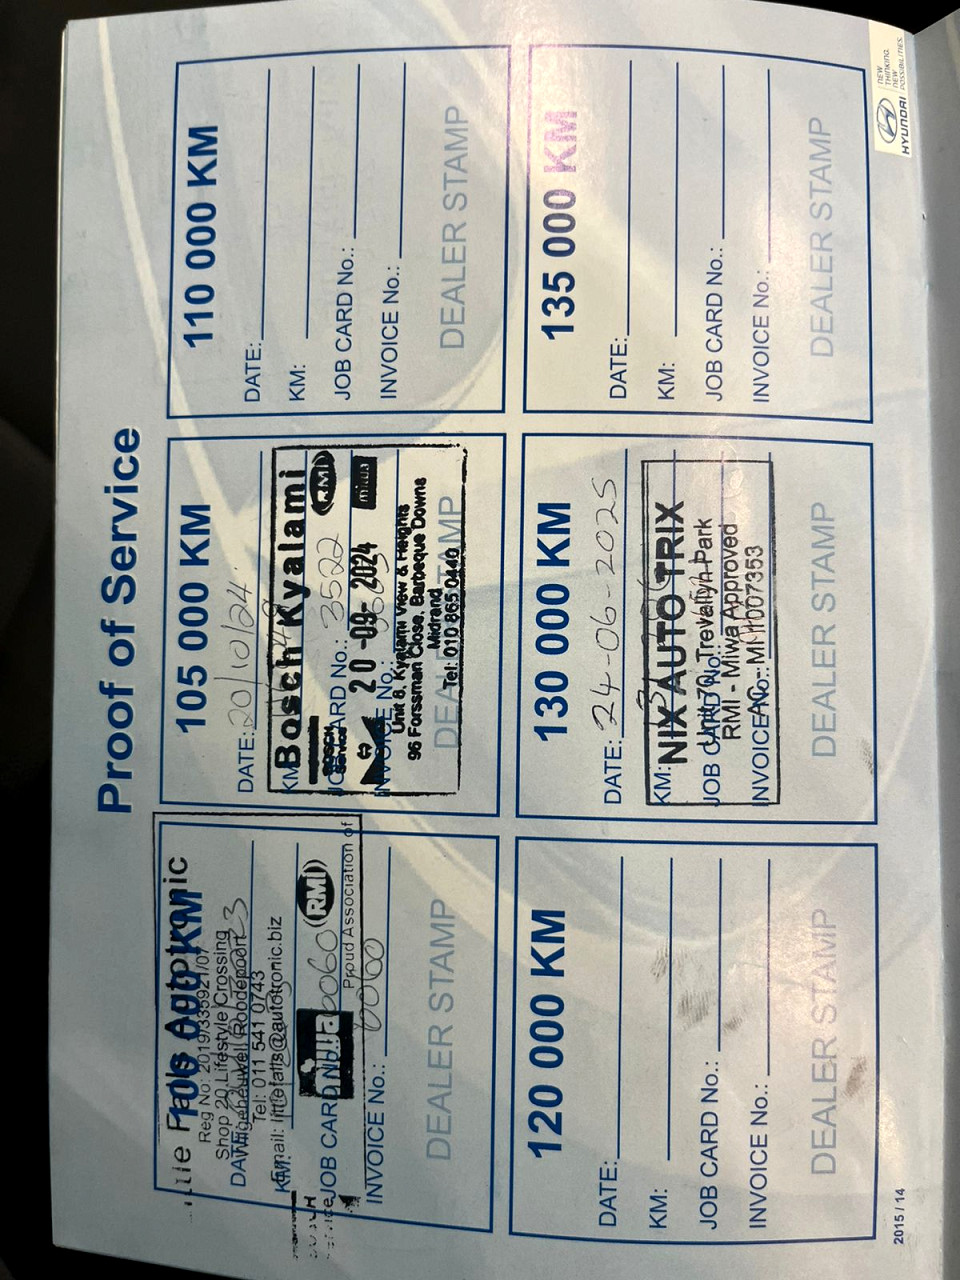 Proof of Service
100 000 KM
Little Falls Autotronic
Reg No: 2019/335921/07
Shop 20 Lifestyle Crossing
Wilgeheuwel Roodepoort
Tel: 011 541 0743
Email: littlefalls@autotronic.biz
RMI
Proud Association of
DATE:
KM:
JOB CARD No.: 60060
INVOICE No.: 60060
DEALER STAMP
105 000 KM
DATE: 20/10/24
KM:
Bosch Kyalami
RMI
JOB CARD No.: 3522
BOSCH
Service
20 -09- 2024
miwa
INVOICE No.:
Unit 8, Kyalami View & Heights
96 Forssman Close, Barbeque Downs
Midrand
Tel: 010 865 0440
DEALER STAMP
110 000 KM
DATE:
KM:
JOB CARD No.:
INVOICE No.:
DEALER STAMP
120 000 KM
DATE:
KM:
JOB CARD No.:
INVOICE No.:
DEALER STAMP
130 000 KM
DATE: 24-06-2025
KM:
NIX AUTO TRIX
Trevallyn Park
JOB CARD No.:
RMI - Miwa Approved
INVOICE No.:
007353
DEALER STAMP
135 000 KM
DATE:
KM:
JOB CARD No.:
INVOICE No.:
DEALER STAMP
2015 / 14
HYUNDAI
NEW
THINKING.
NEW
POSSIBILITIES.